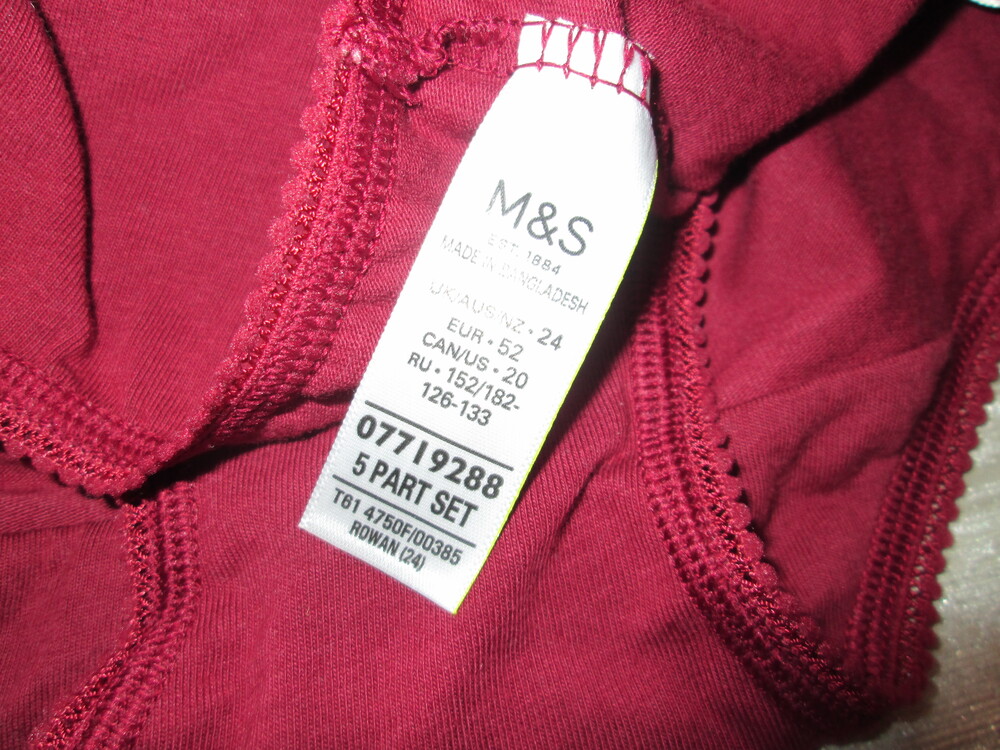 M&S
EST. 1884
MADE IN BANGLADESH
UK/AUS/NZ • 24
EUR • 52
CAN/US • 20
RU • 152/182-
126-133
07719288
5 PART SET
T61 4750F/00385
ROWAN (24)